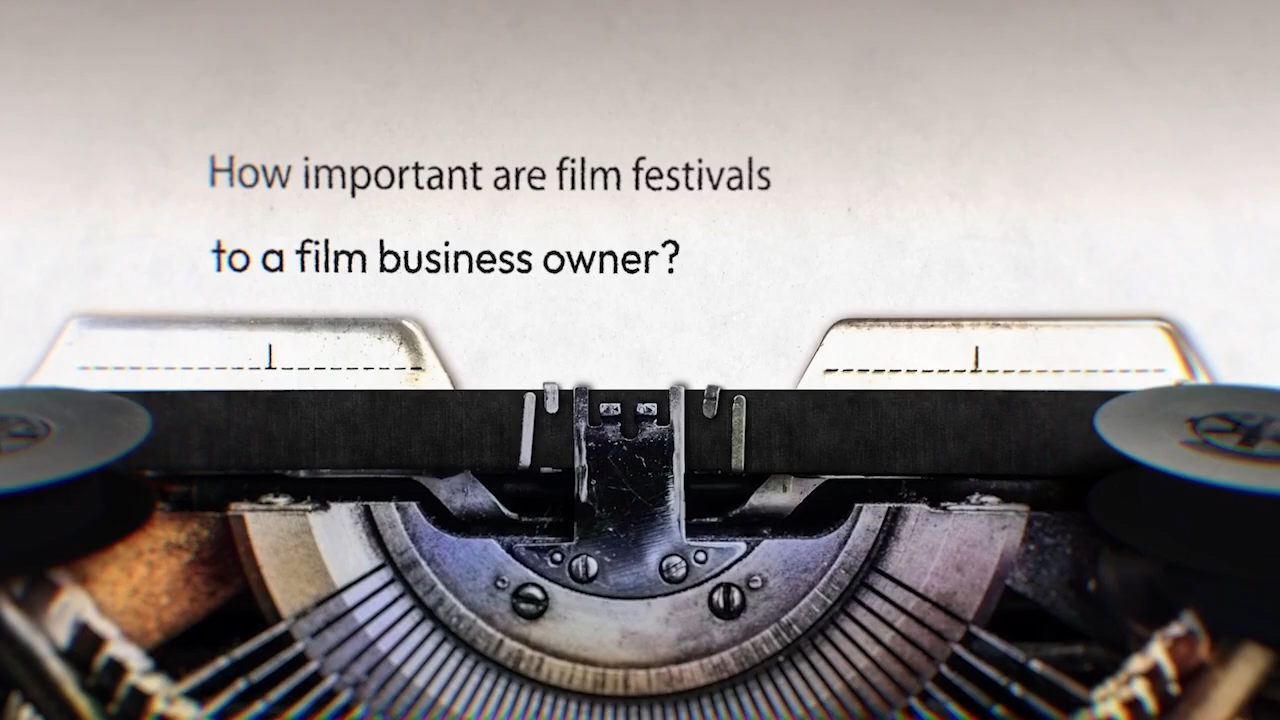 How important are film festivals
to a film business owner?